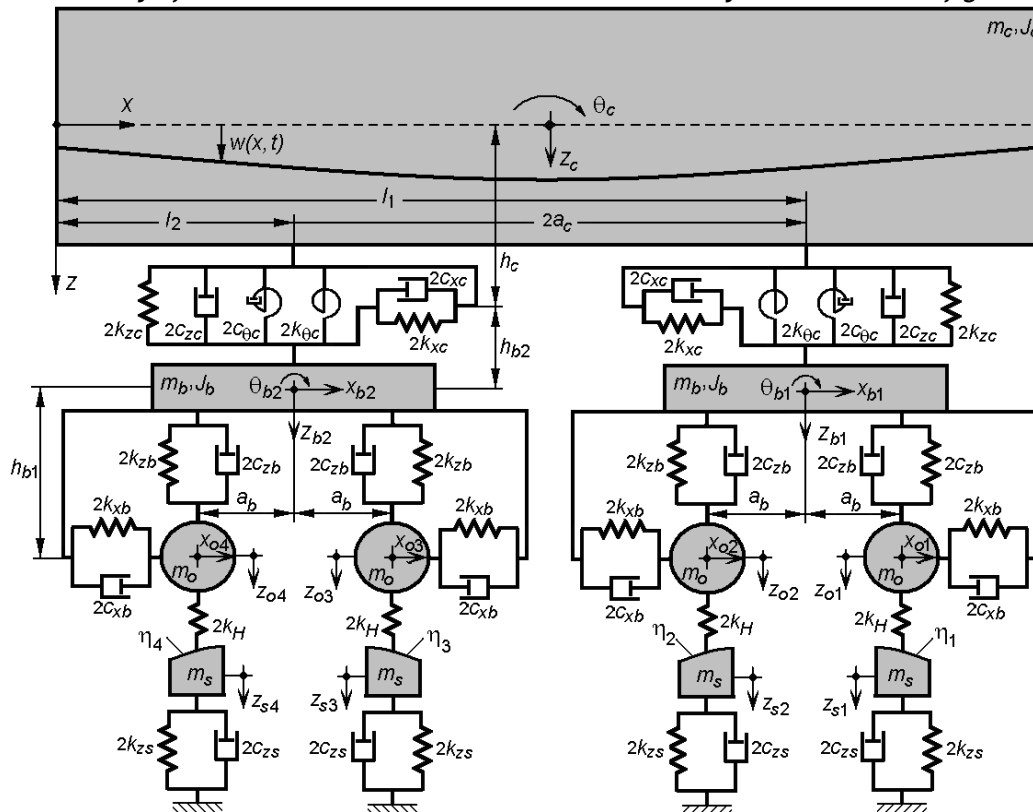 m_c, J_c
x
θ_c
w(x, t)
z_c
l_1
l_2
2a_c
z
h_c
2c_xc
2c_xc
2k_zc
2c_zc
2c_θc
2k_θc
2k_xc
2k_xc
2k_θc
2c_θc
2c_zc
2k_zc
h_b2
m_b, J_b
θ_b2
x_b2
m_b, J_b
θ_b1
x_b1
z_b2
z_b1
h_b1
2k_zb
2c_zb
2c_zb
2k_zb
2k_zb
2c_zb
2c_zb
2k_zb
a_b
a_b
a_b
a_b
2k_xb
2k_xb
2k_xb
2k_xb
x_o4
x_o3
x_o2
x_o1
m_o
m_o
m_o
m_o
z_o4
z_o3
z_o2
z_o1
2c_xb
2c_xb
2c_xb
2c_xb
2k_H
2k_H
2k_H
2k_H
η_4
η_3
η_2
η_1
m_s
m_s
m_s
m_s
z_s4
z_s3
z_s2
z_s1
2k_zs
2c_zs
2c_zs
2k_zs
2k_zs
2c_zs
2c_zs
2k_zs